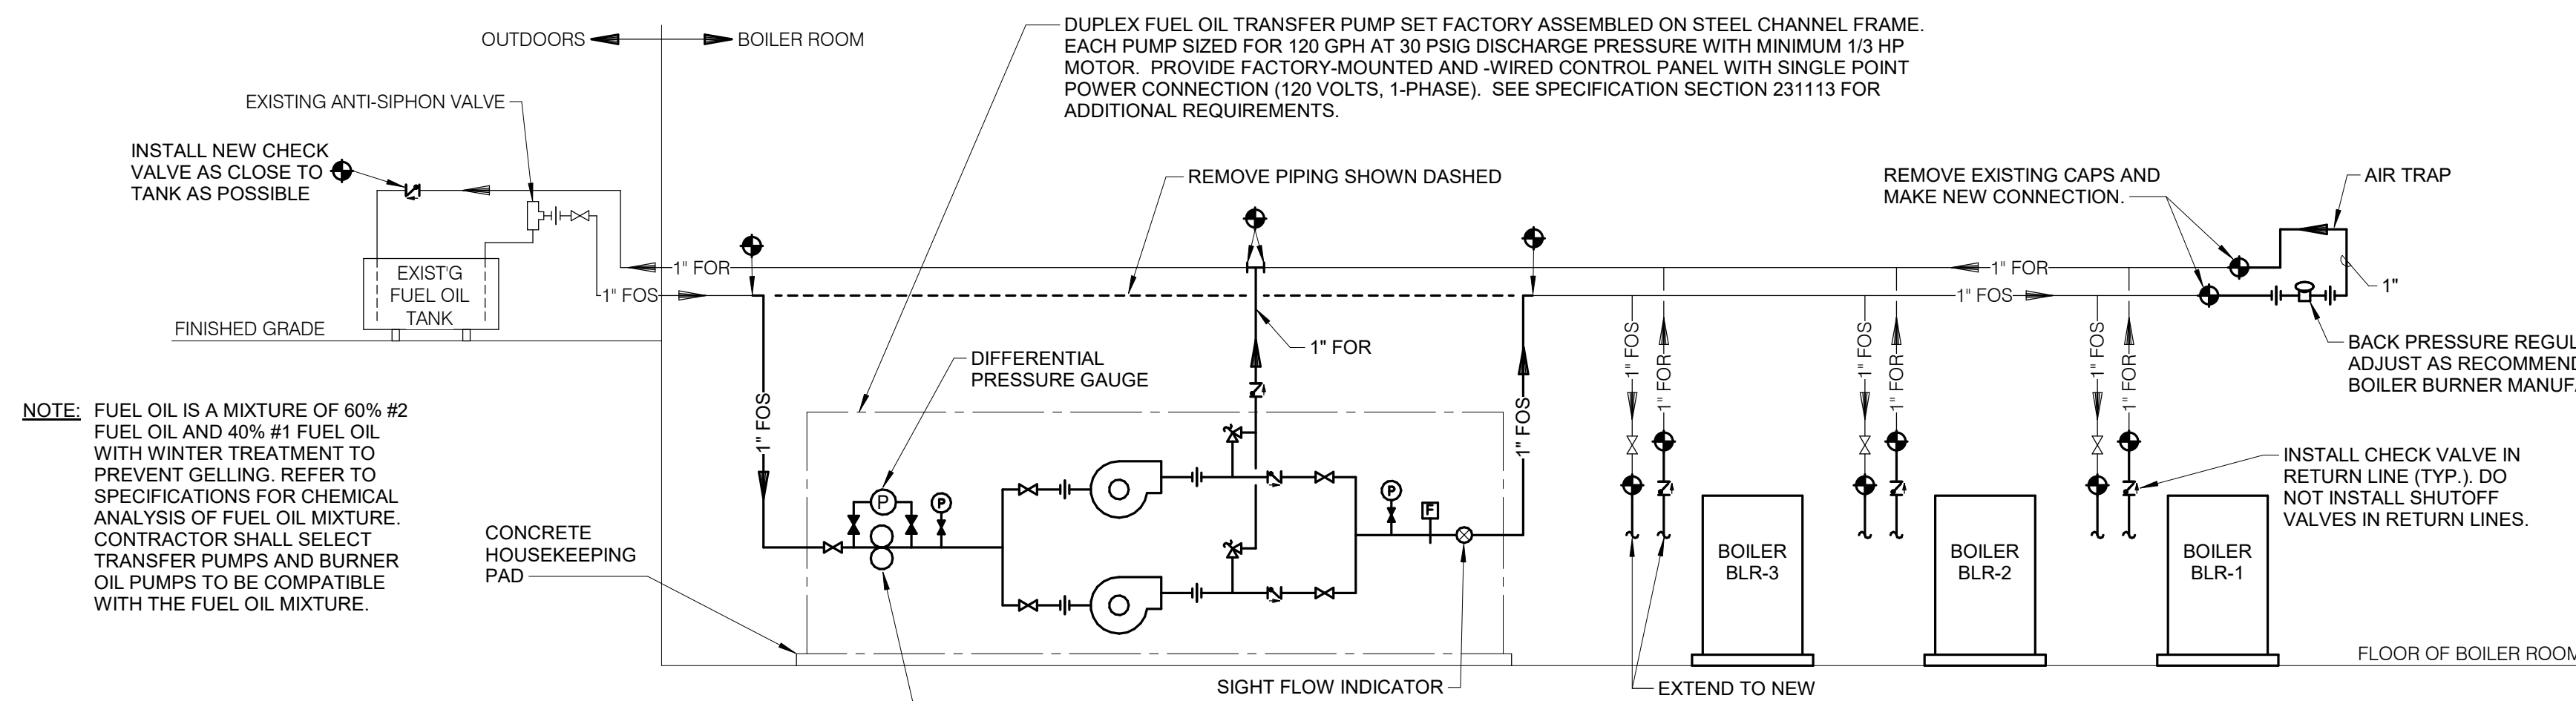 OUTDOORS
BOILER ROOM
DUPLEX FUEL OIL TRANSFER PUMP SET FACTORY ASSEMBLED ON STEEL CHANNEL FRAME.
EACH PUMP SIZED FOR 120 GPH AT 30 PSIG DISCHARGE PRESSURE WITH MINIMUM 1/3 HP
MOTOR. PROVIDE FACTORY-MOUNTED AND -WIRED CONTROL PANEL WITH SINGLE POINT
POWER CONNECTION (120 VOLTS, 1-PHASE). SEE SPECIFICATION SECTION 231113 FOR
ADDITIONAL REQUIREMENTS.
EXISTING ANTI-SIPHON VALVE
INSTALL NEW CHECK
VALVE AS CLOSE TO
TANK AS POSSIBLE
REMOVE PIPING SHOWN DASHED
REMOVE EXISTING CAPS AND
MAKE NEW CONNECTION.
AIR TRAP
EXIST'G
FUEL OIL
TANK
1" FOR
1" FOS
1" FOR
1" FOS
1"
FINISHED GRADE
1" FOR
DIFFERENTIAL
PRESSURE GAUGE
BACK PRESSURE REGUL
ADJUST AS RECOMMEND
BOILER BURNER MANUFA
1" FOS
1" FOS
1" FOS
1" FOR
1" FOS
1" FOR
1" FOS
1" FOR
NOTE: FUEL OIL IS A MIXTURE OF 60% #2
FUEL OIL AND 40% #1 FUEL OIL
WITH WINTER TREATMENT TO
PREVENT GELLING. REFER TO
SPECIFICATIONS FOR CHEMICAL
ANALYSIS OF FUEL OIL MIXTURE.
CONTRACTOR SHALL SELECT
TRANSFER PUMPS AND BURNER
OIL PUMPS TO BE COMPATIBLE
WITH THE FUEL OIL MIXTURE.
P
P
P
F
INSTALL CHECK VALVE IN
RETURN LINE (TYP.). DO
NOT INSTALL SHUTOFF
VALVES IN RETURN LINES.
CONCRETE
HOUSEKEEPING
PAD
BOILER
BLR-3
BOILER
BLR-2
BOILER
BLR-1
FLOOR OF BOILER ROOM
SIGHT FLOW INDICATOR
EXTEND TO NEW